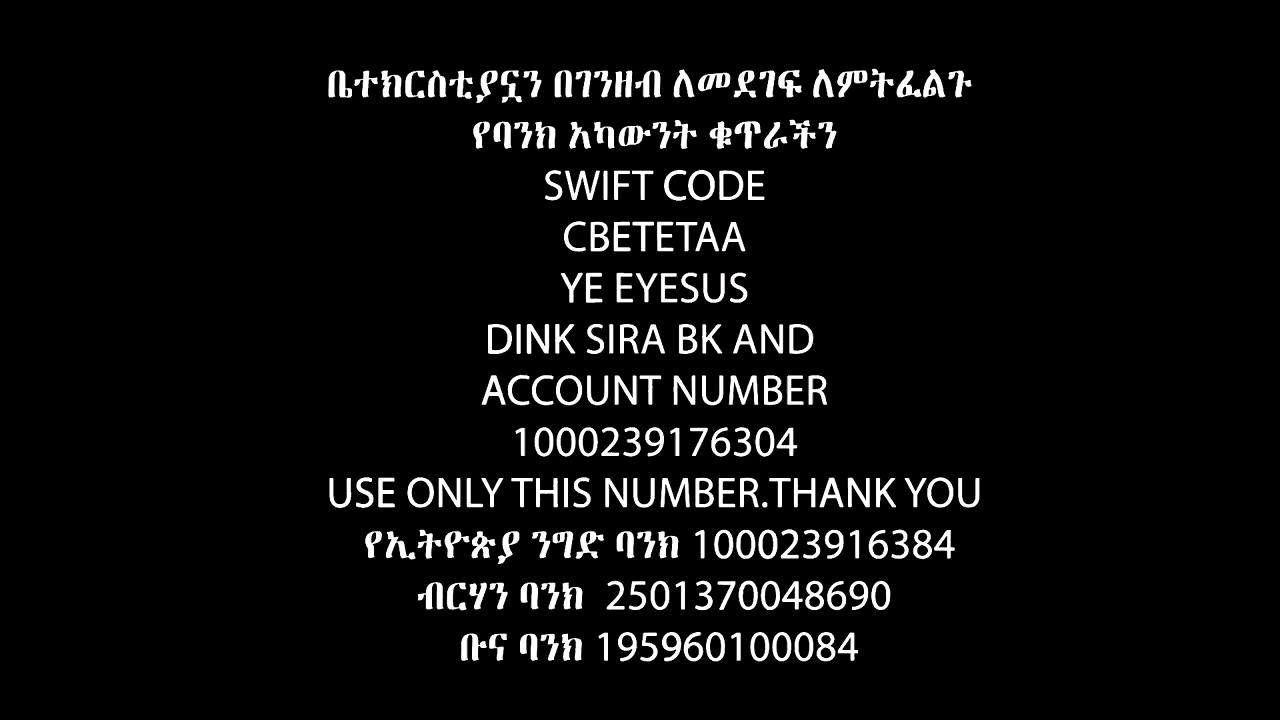 ቤተክርስቲያኗን በገንዘብ ለመደገፍ ለምትፈልጉ
የባንክ አካውንት ቁጥራችን
SWIFT CODE
CBETETAA
YE EYESUS
DINK SIRA BK AND
ACCOUNT NUMBER
1000239176304
USE ONLY THIS NUMBER.THANK YOU
የኢትዮጵያ ንግድ ባንክ 100023916384
ብርሃን ባንክ 2501370048690
ቡና ባንክ 195960100084